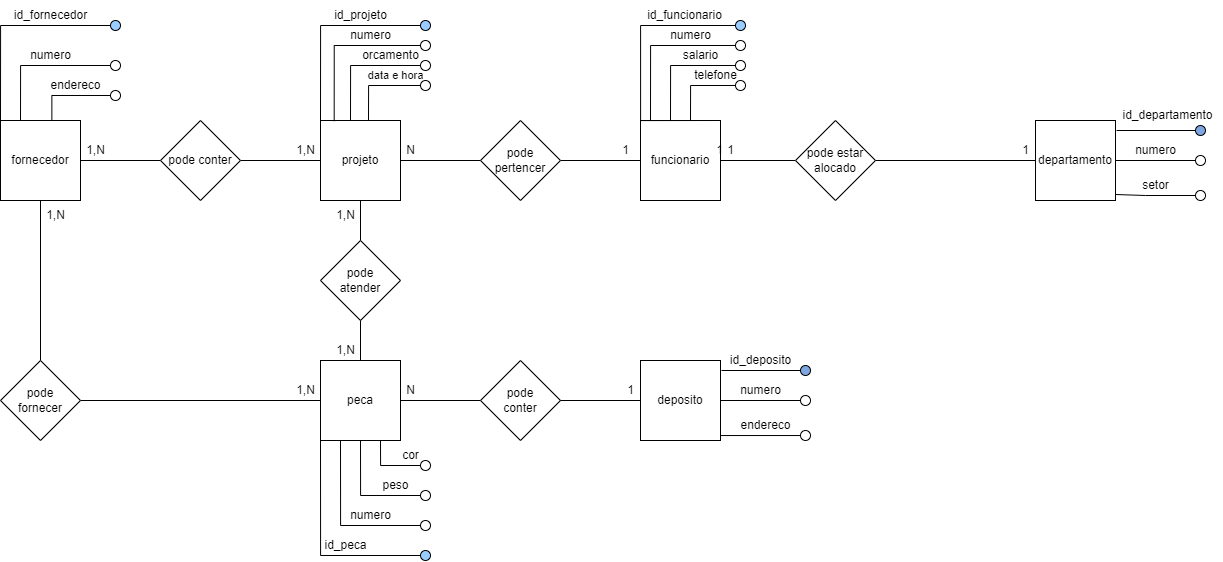 id_fornecedor
numero
endereco
fornecedor
1,N
pode conter
1,N
id_projeto
numero
orcamento
data e hora
projeto
N
pode
pertencer
1
id_funcionario
numero
salario
telefone
funcionario
1
1
pode estar
alocado
1
departamento
id_departamento
numero
setor
1,N
1,N
pode
atender
1,N
pode
fornecer
1,N
peca
N
pode
conter
1
deposito
id_deposito
numero
endereco
cor
peso
numero
id_peca